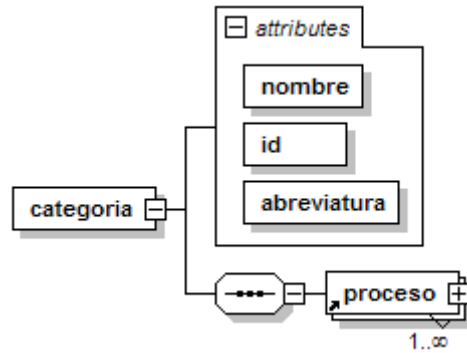 attributes
nombre
id
abreviatura
categoria
proceso
1..∞